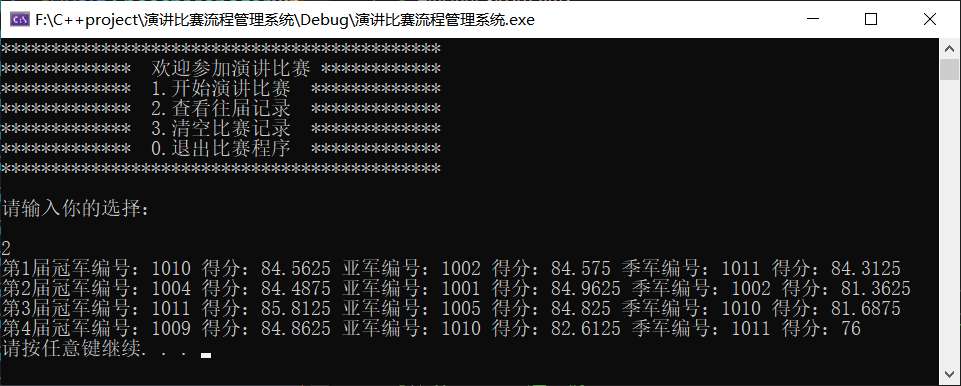 F:\C++project\演讲比赛流程管理系统\Debug\演讲比赛流程管理系统.exe
********************************************
*************  欢迎参加演讲比赛 ************
*************  1.开始演讲比赛  *************
*************  2.查看往届记录  *************
*************  3.清空比赛记录  *************
*************  0.退出比赛程序  *************
********************************************
请输入你的选择：
2
第1届冠军编号：1010 得分：84.5625 亚军编号：1002 得分：84.575 季军编号：1011 得分：84.3125
第2届冠军编号：1004 得分：84.4875 亚军编号：1001 得分：84.9625 季军编号：1002 得分：81.3625
第3届冠军编号：1011 得分：85.8125 亚军编号：1005 得分：84.825 季军编号：1010 得分：81.6875
第4届冠军编号：1009 得分：84.8625 亚军编号：1010 得分：82.6125 季军编号：1011 得分：76
请按任意键继续. . .